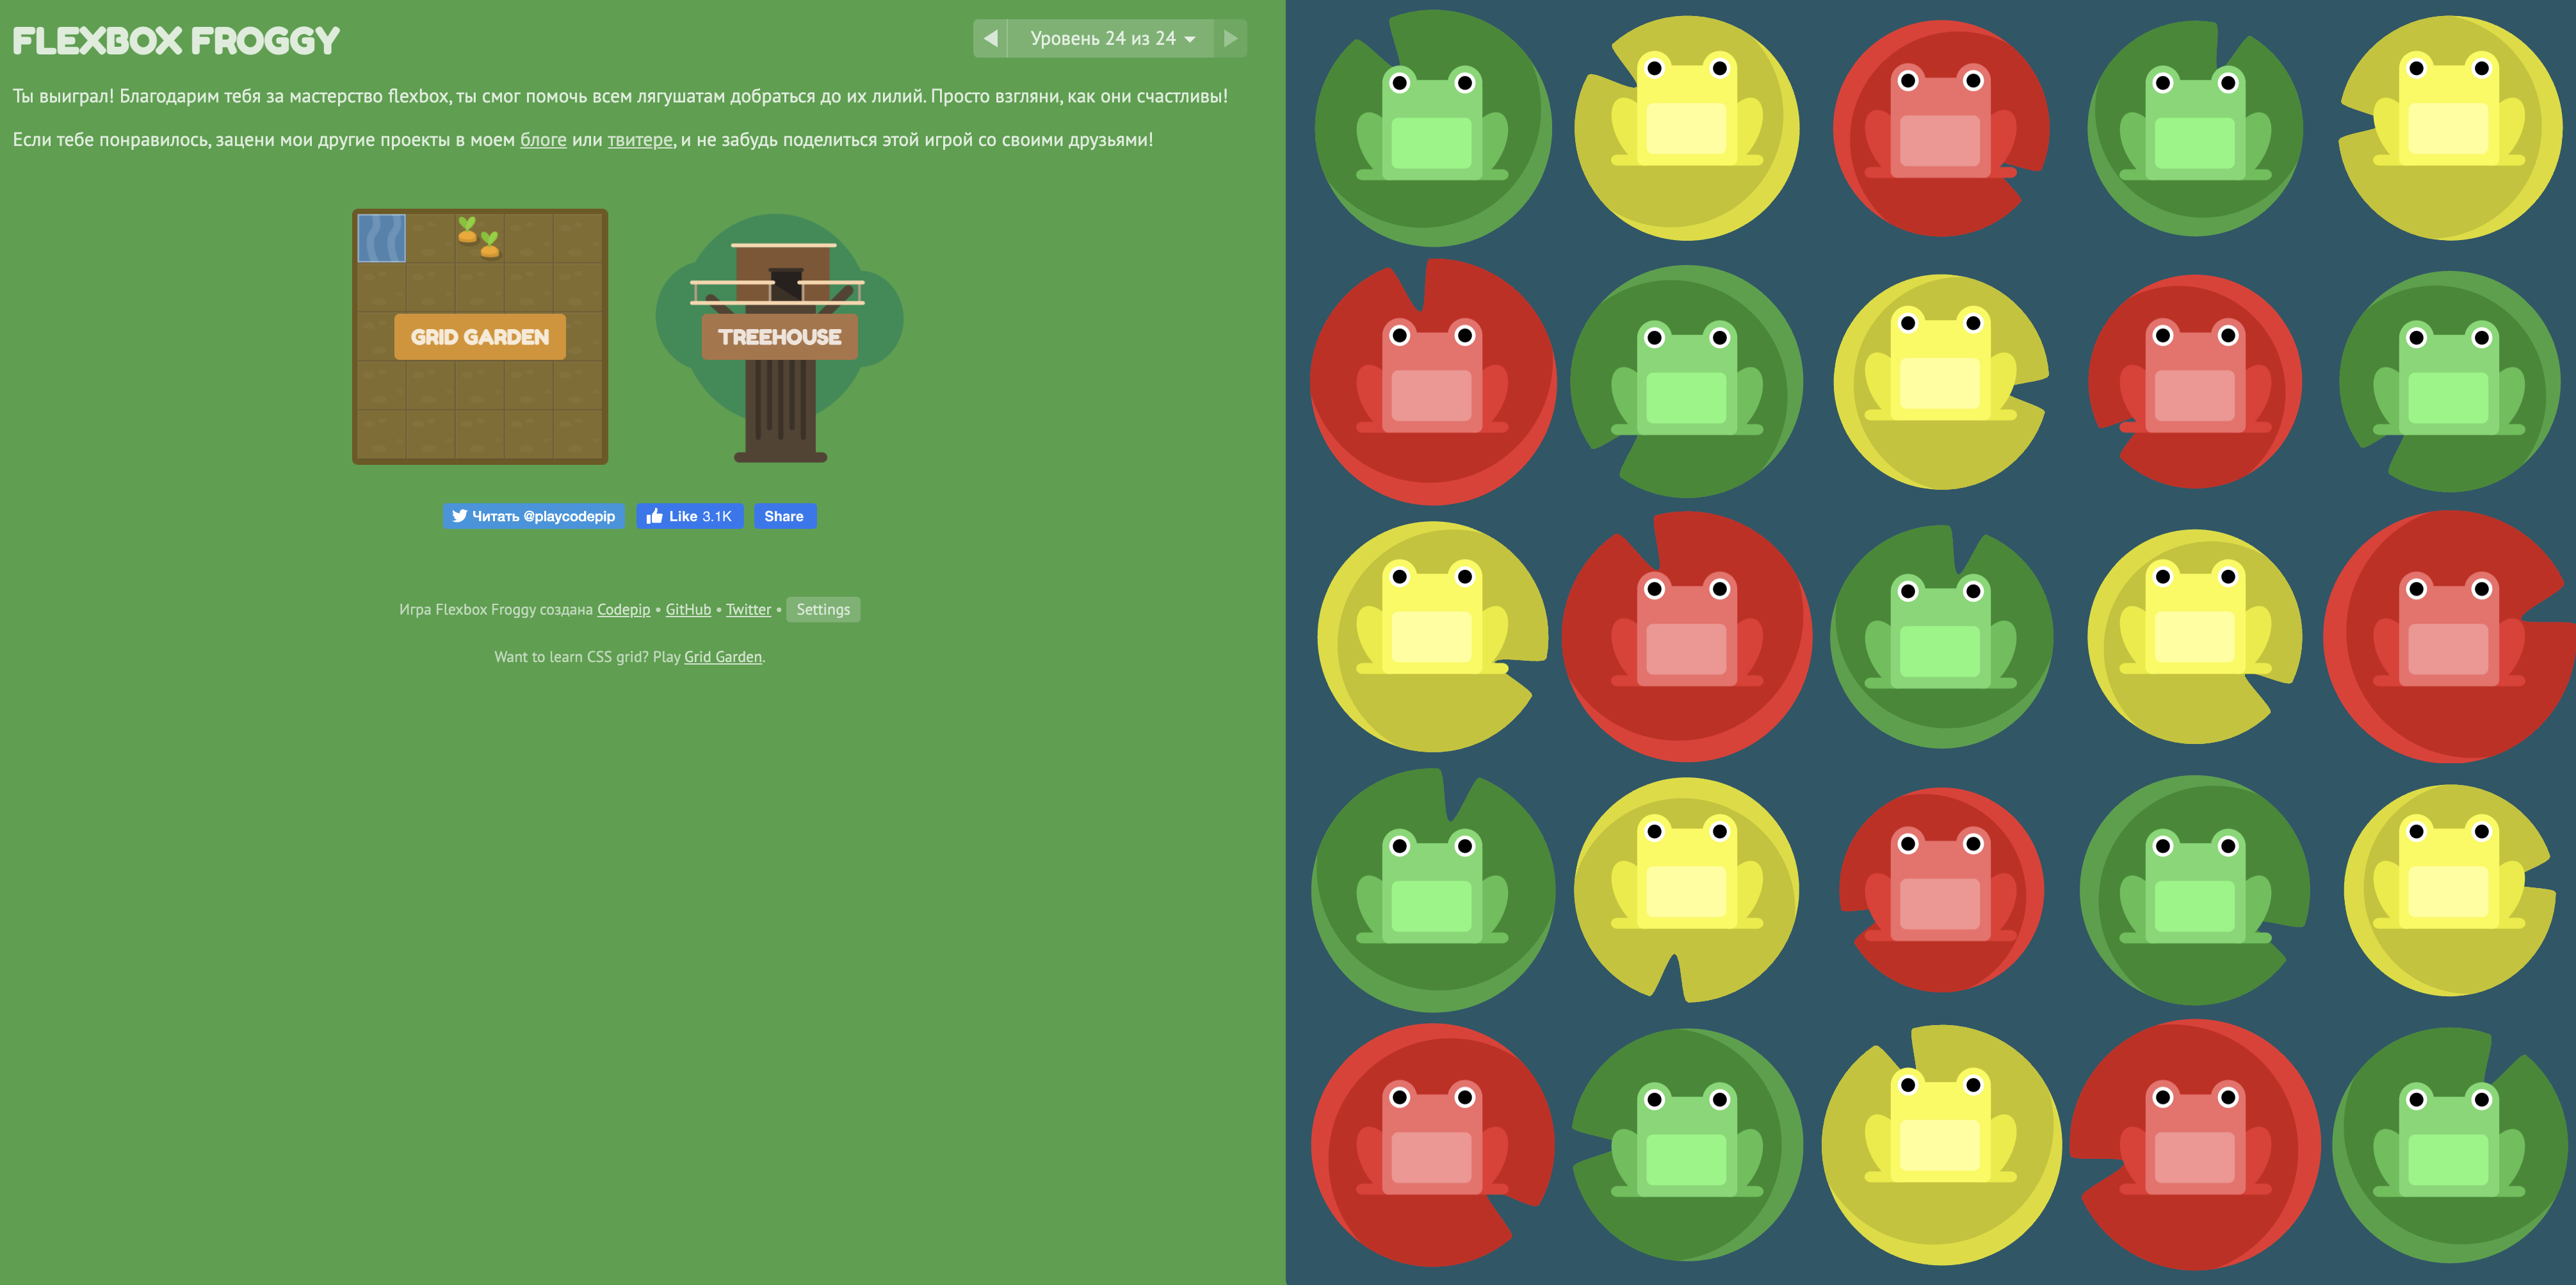 FLEXBOX FROGGY
Уровень 24 из 24
Ты выиграл! Благодарим тебя за мастерство flexbox, ты смог помочь всем лягушатам добраться до их лилий. Просто взгляни, как они счастливы!
Если тебе понравилось, зацени мои другие проекты в моем блоге или твитере, и не забудь поделиться этой игрой со своими друзьями!
GRID GARDEN
TREEHOUSE
Читать @playcodepip
Like 3.1K
Share
Игра Flexbox Froggy создана Codepip • GitHub • Twitter • Settings
Want to learn CSS grid? Play Grid Garden.